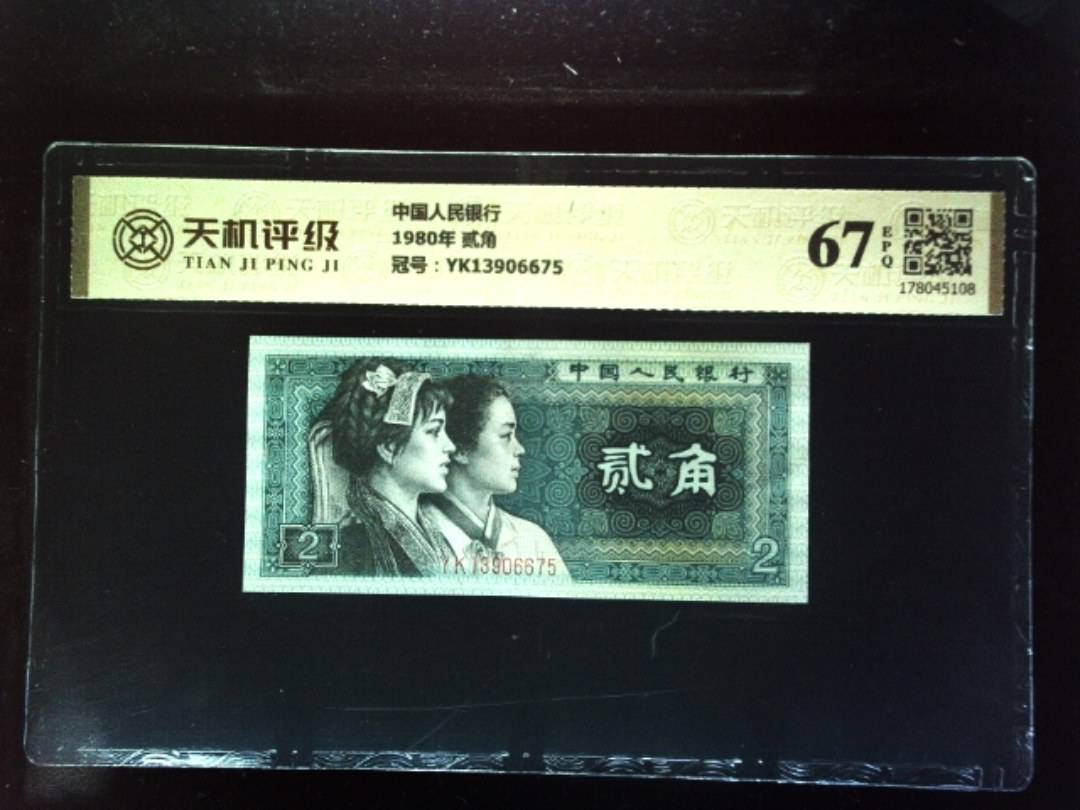 天机评级
TIAN JI PING JI
中国人民银行
1980年 贰角
冠号：YK13906675
67
EPQ
178045108
中国人民银行
贰角
2
YK13906675
2